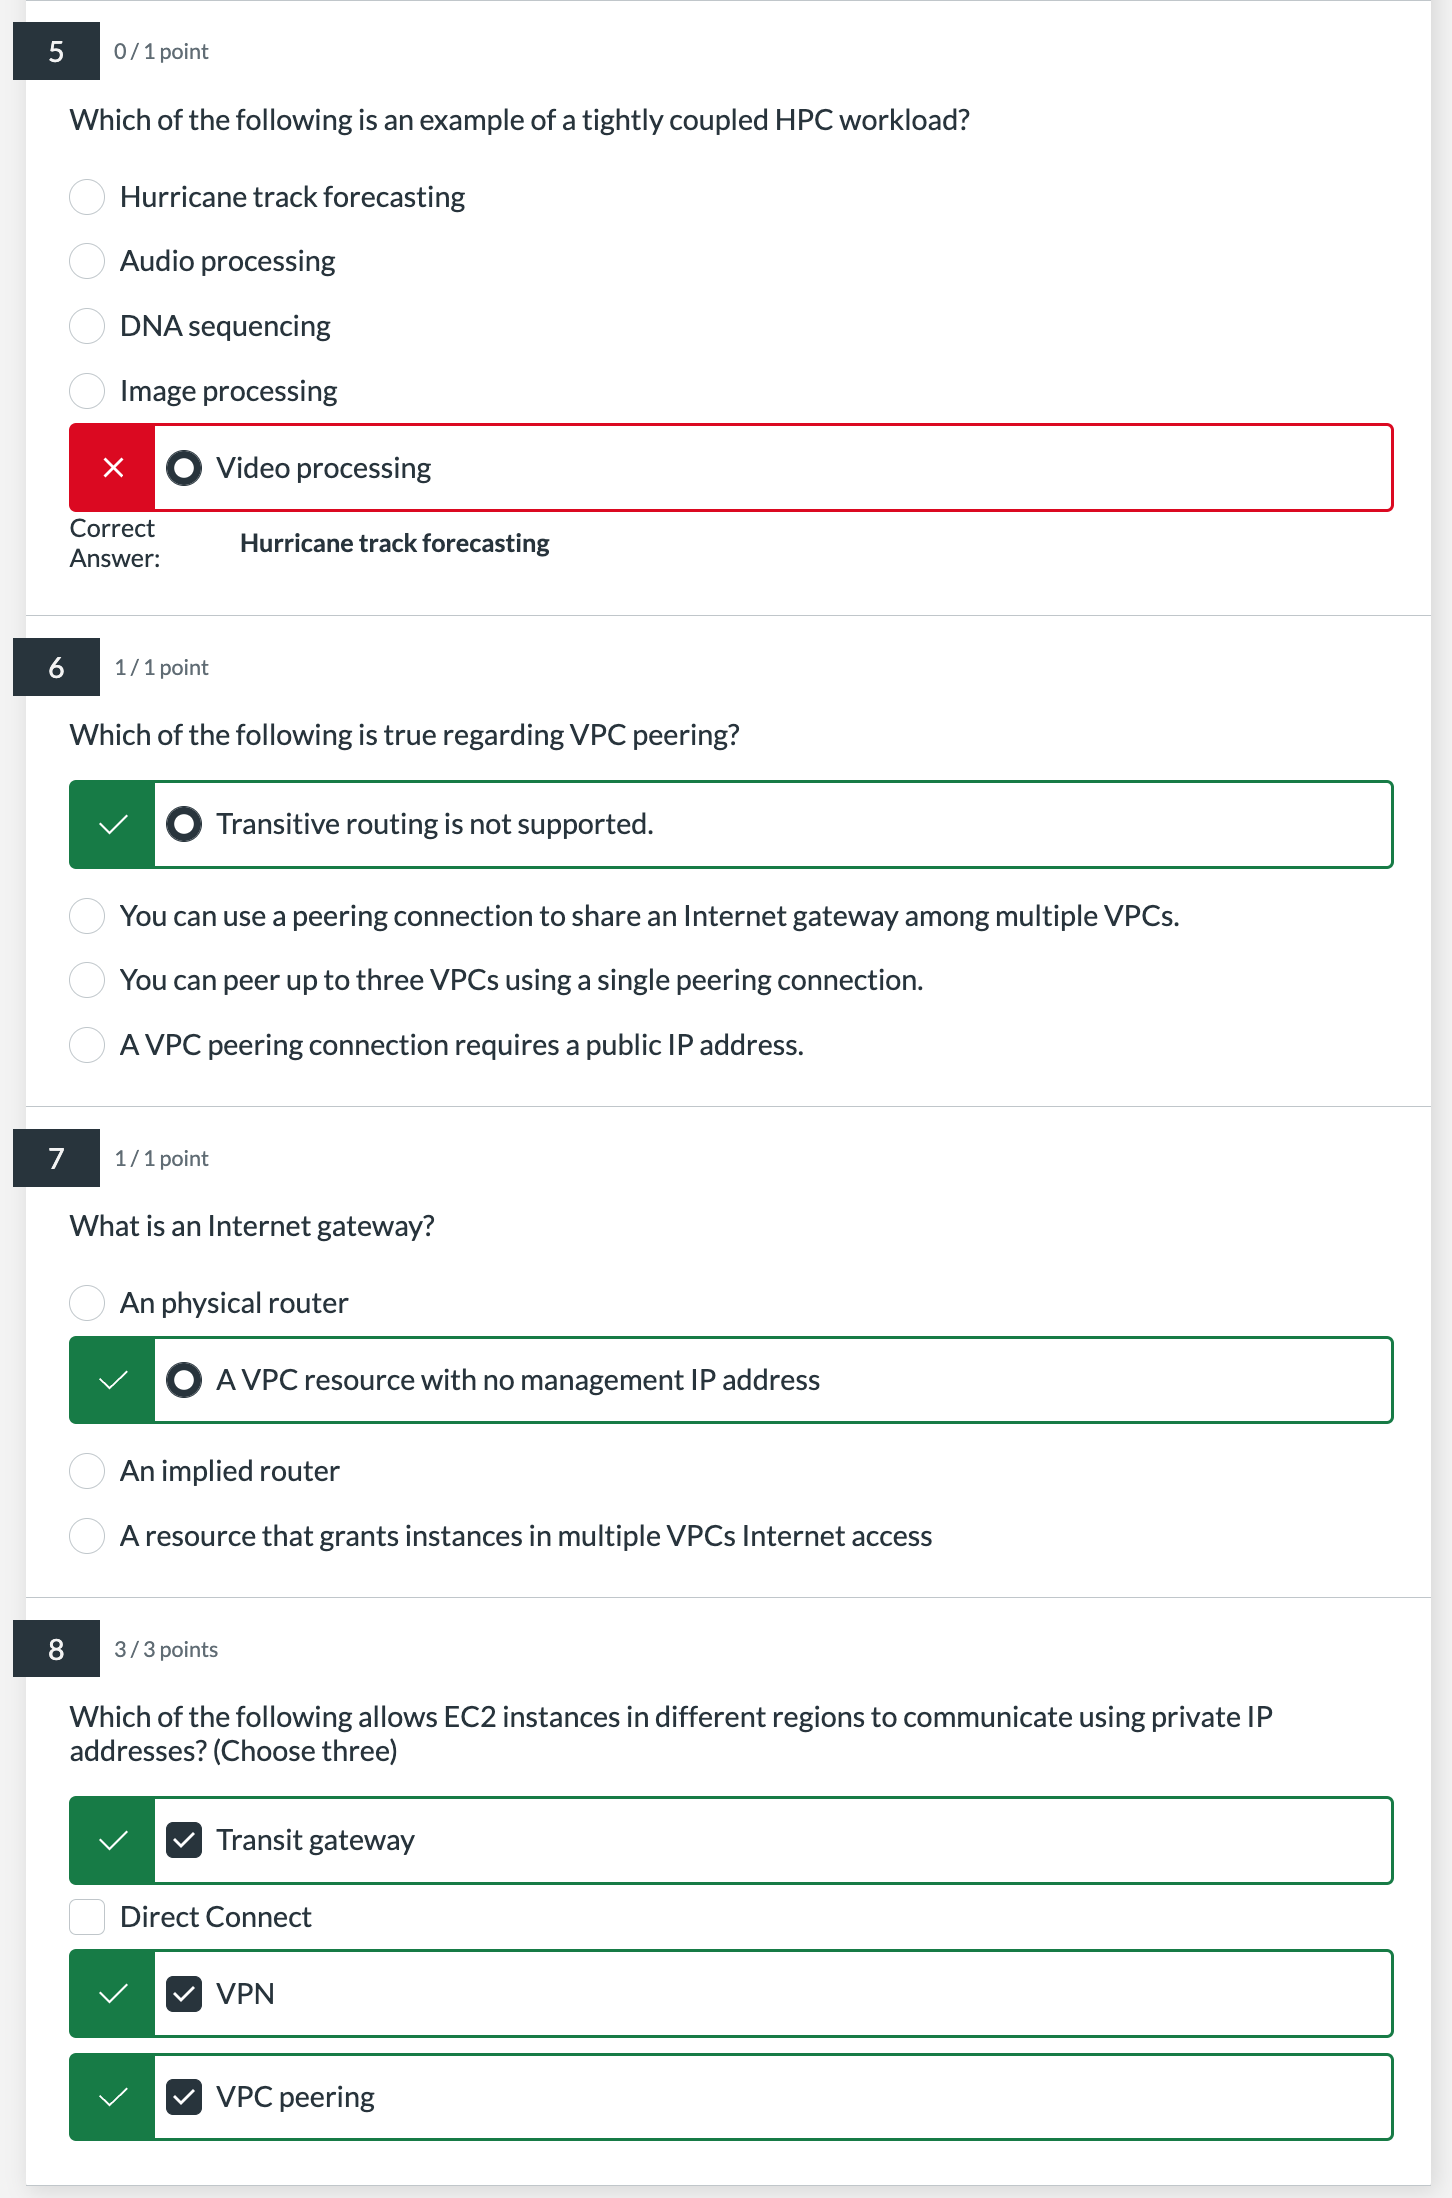 5
0 / 1 point
Which of the following is an example of a tightly coupled HPC workload?
Hurricane track forecasting
Audio processing
DNA sequencing
Image processing
Video processing
Correct
Answer:
Hurricane track forecasting
6
1 / 1 point
Which of the following is true regarding VPC peering?
Transitive routing is not supported.
You can use a peering connection to share an Internet gateway among multiple VPCs.
You can peer up to three VPCs using a single peering connection.
A VPC peering connection requires a public IP address.
7
1 / 1 point
What is an Internet gateway?
An physical router
A VPC resource with no management IP address
An implied router
A resource that grants instances in multiple VPCs Internet access
8
3 / 3 points
Which of the following allows EC2 instances in different regions to communicate using private IP
addresses? (Choose three)
Transit gateway
Direct Connect
VPN
VPC peering